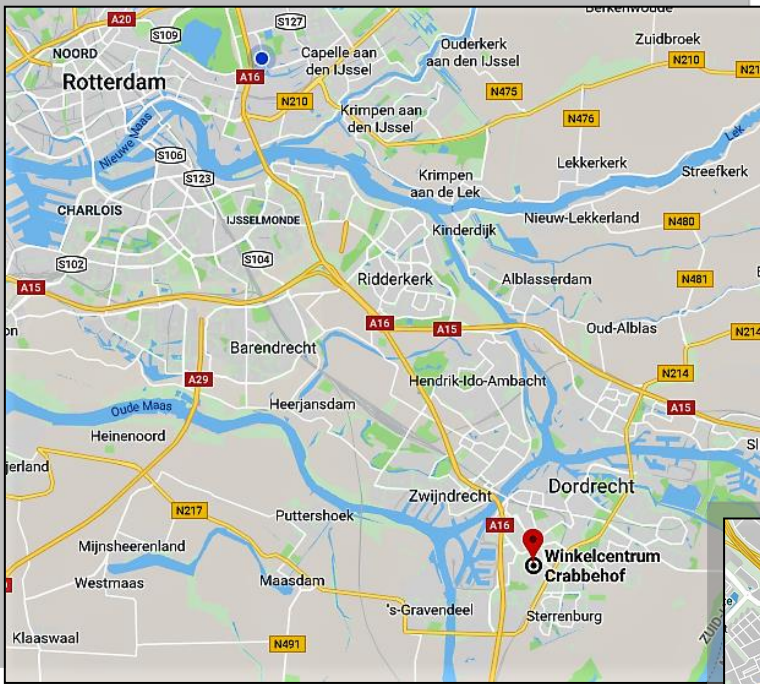 A20
S109
S127
Berkenwoude
NOORD
Rotterdam
A16
Capelle aan
den IJssel
Ouderkerk
aan den IJssel
Zuidbroek
N210
N210
N475
N476
Krimpen aan
den IJssel
Nieuwe Maas
S106
S123
Krimpen
aan de Lek
Lekkerkerk
Lek
Streefkerk
CHARLOIS
IJSSELMONDE
Nieuw-Lekkerland
N480
Kinderdijk
S102
S104
Ridderkerk
Alblasserdam
N481
A15
A16
A15
Oud-Alblas
N214
Barendrecht
N214
A29
Hendrik-Ido-Ambacht
A15
Oude Maas
Heerjansdam
Heinenoord
Zwijndrecht
Dordrecht
N217
Puttershoek
A16
Mijnsheerenland
Winkelcentrum
Crabbehof
Westmaas
Maasdam
's-Gravendeel
Sterrenburg
Klaaswaal
N491